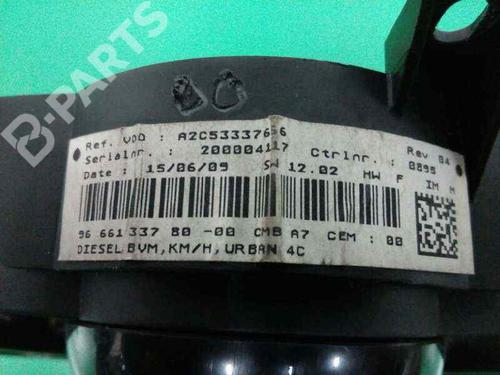 B-PARTS
Ref. VDO : A2C53337656 Rev 04
Serialnr. : 200004117 Ctrlnr. : 0895
Date : 15/06/09 SW 12.02 HW F IM M
96 661 337 80 -00 CMB A7 CEM : 00
DIESEL BVM,KM/H,URBAN 4C